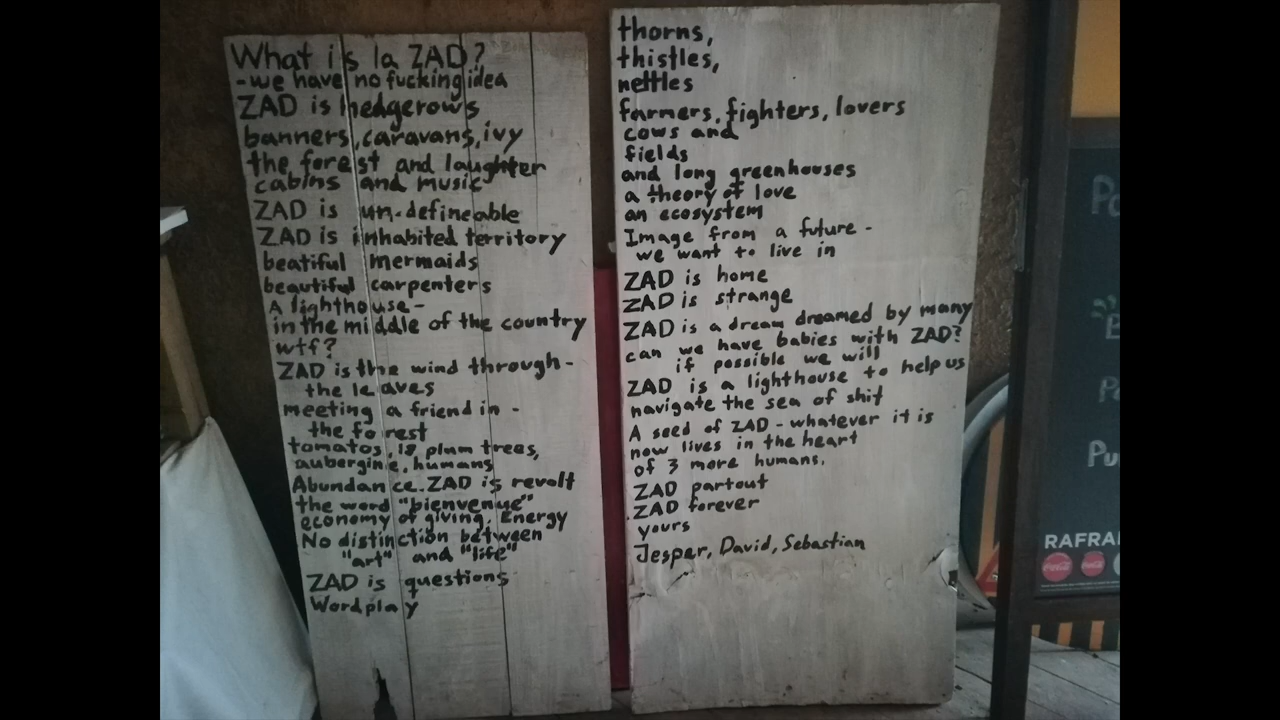 What is la ZAD?
-we have no fucking idea
ZAD is hedgerows
banners, caravans, ivy
the forest and laughter
cabins and music
ZAD is un-defineable
ZAD is inhabited territory
beatiful mermaids
beautiful carpenters
A lighthouse-
in the middle of the country
wtf?
ZAD is the wind through-
the leaves
meeting a friend in -
the forest
tomatos, 18 plum trees,
aubergine, humans
Abundance. ZAD is revolt
the word "bienvenue"
economy of giving. Energy
No distinction between
"art" and "life"
ZAD is questions
Wordplay
thorns,
thistles,
nettles
farmers, fighters, lovers
cows and
fields
and long greenhouses
a theory of love
an ecosystem
Image from a future -
we want to live in
ZAD is home
ZAD is strange
ZAD is a dream dreamed by many
can we have babies with ZAD?
if possible we will
ZAD is a lighthouse to help us
navigate the sea of shit
A seed of ZAD - whatever it is
now lives in the heart
of 3 more humans.
ZAD partout
ZAD forever
yours
Jesper, David, Sebastian
RAFRA
Coca-Cola